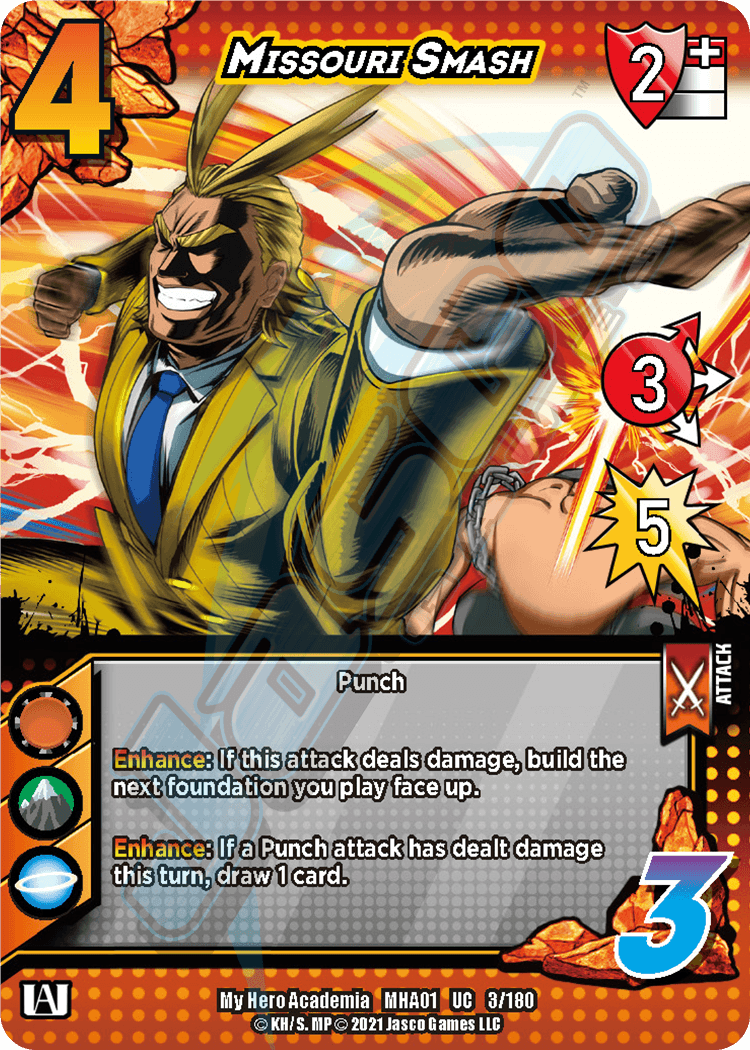 4
Missouri Smash
2
+
TM
3
5
ATTACK
Punch
Enhance: If this attack deals damage, build the
next foundation you play face up.
Enhance: If a Punch attack has dealt damage
this turn, draw 1 card.
3
UA
My Hero Academia MHA01 UC 3/180
© KH/S. MP © 2021 Jasco Games LLC